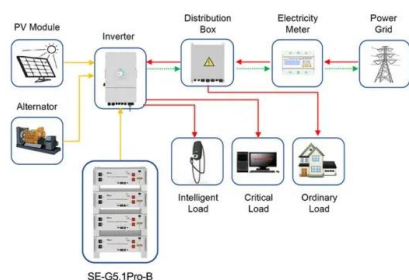 PV Module
Inverter
Distribution
Box
Electricity
Meter
Power
Grid
Alternator
Intelligent
Load
Critical
Load
Ordinary
Load
SE-G5.1Pro-B